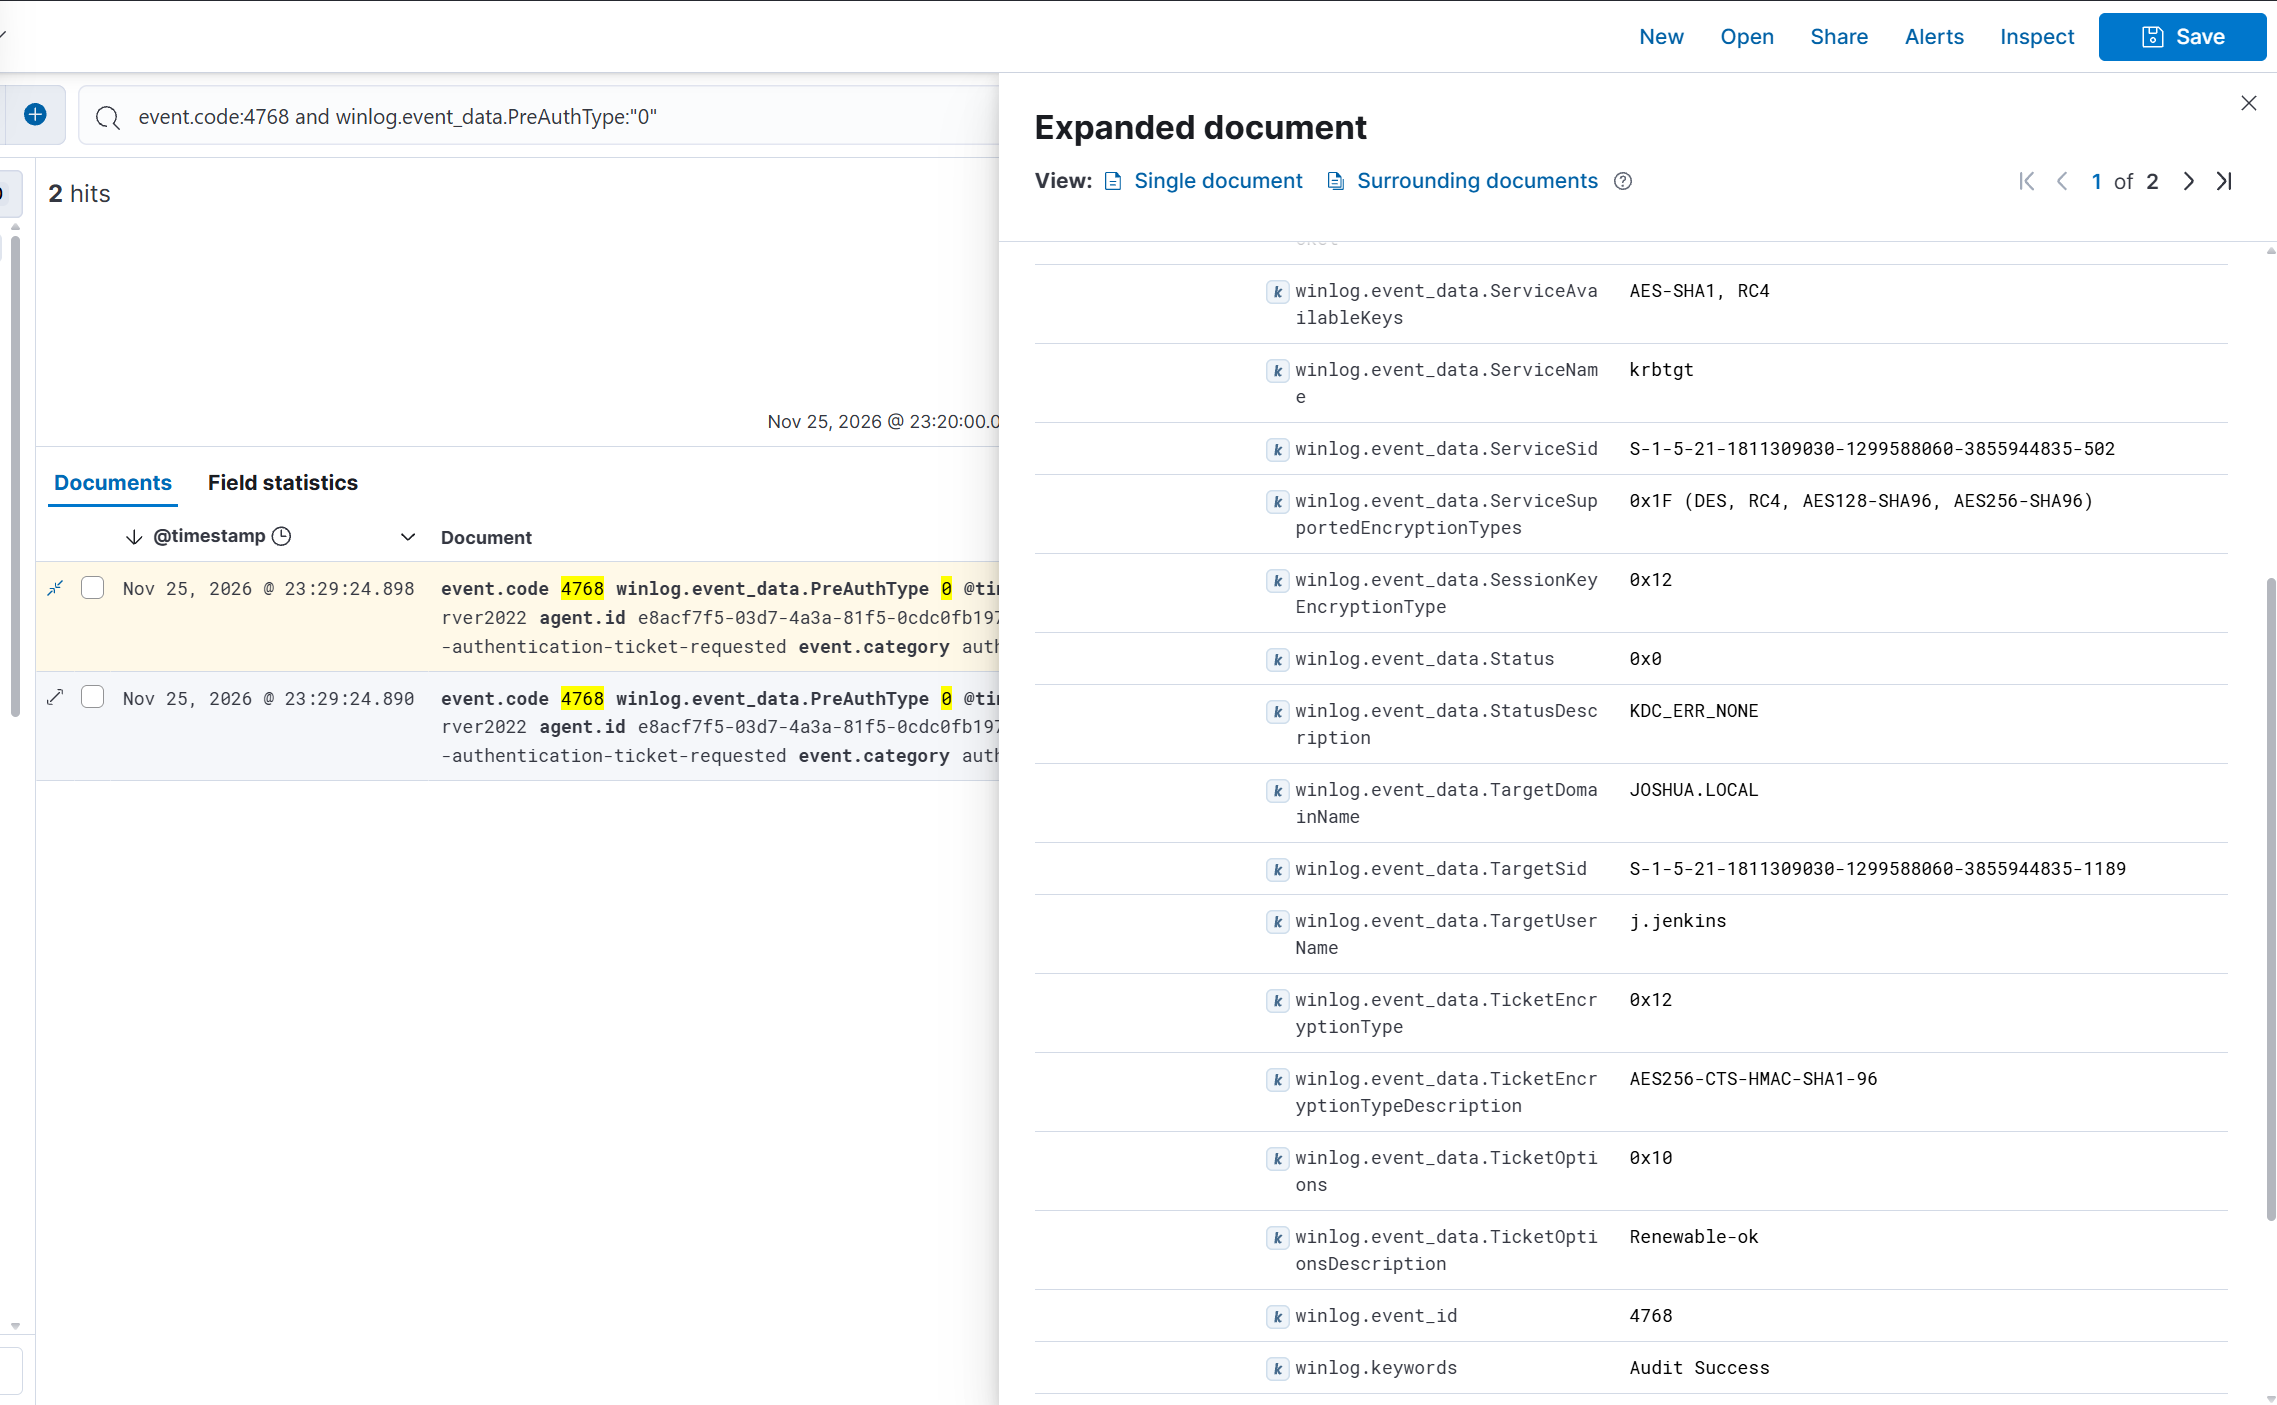 New Open Share Alerts Inspect Save
event.code:4768 and winlog.event_data.PreAuthType:"0"
2 hits
Nov 25, 2026 @ 23:20:00.0
Documents Field statistics
@timestamp Document
Nov 25, 2026 @ 23:29:24.898 event.code 4768 winlog.event_data.PreAuthType 0 @ti
rver2022 agent.id e8acf7f5-03d7-4a3a-81f5-0cdc0fb197
-authentication-ticket-requested event.category aut
Nov 25, 2026 @ 23:29:24.890 event.code 4768 winlog.event_data.PreAuthType 0 @ti
rver2022 agent.id e8acf7f5-03d7-4a3a-81f5-0cdc0fb197
-authentication-ticket-requested event.category aut
Expanded document
View: Single document Surrounding documents 1 of 2
k winlog.event_data.ServiceAva AES-SHA1, RC4
ilableKeys
k winlog.event_data.ServiceNam krbtgt
e
k winlog.event_data.ServiceSid S-1-5-21-1811309030-1299588060-3855944835-502
k winlog.event_data.ServiceSup 0x1F (DES, RC4, AES128-SHA96, AES256-SHA96)
portedEncryptionTypes
k winlog.event_data.SessionKey 0x12
EncryptionType
k winlog.event_data.Status 0x0
k winlog.event_data.StatusDesc KDC_ERR_NONE
ription
k winlog.event_data.TargetDoma JOSHUA.LOCAL
inName
k winlog.event_data.TargetSid S-1-5-21-1811309030-1299588060-3855944835-1189
k winlog.event_data.TargetUser j.jenkins
Name
k winlog.event_data.TicketEncr 0x12
yptionType
k winlog.event_data.TicketEncr AES256-CTS-HMAC-SHA1-96
yptionTypeDescription
k winlog.event_data.TicketOpti 0x10
ons
k winlog.event_data.TicketOpti Renewable-ok
onsDescription
k winlog.event_id 4768
k winlog.keywords Audit Success